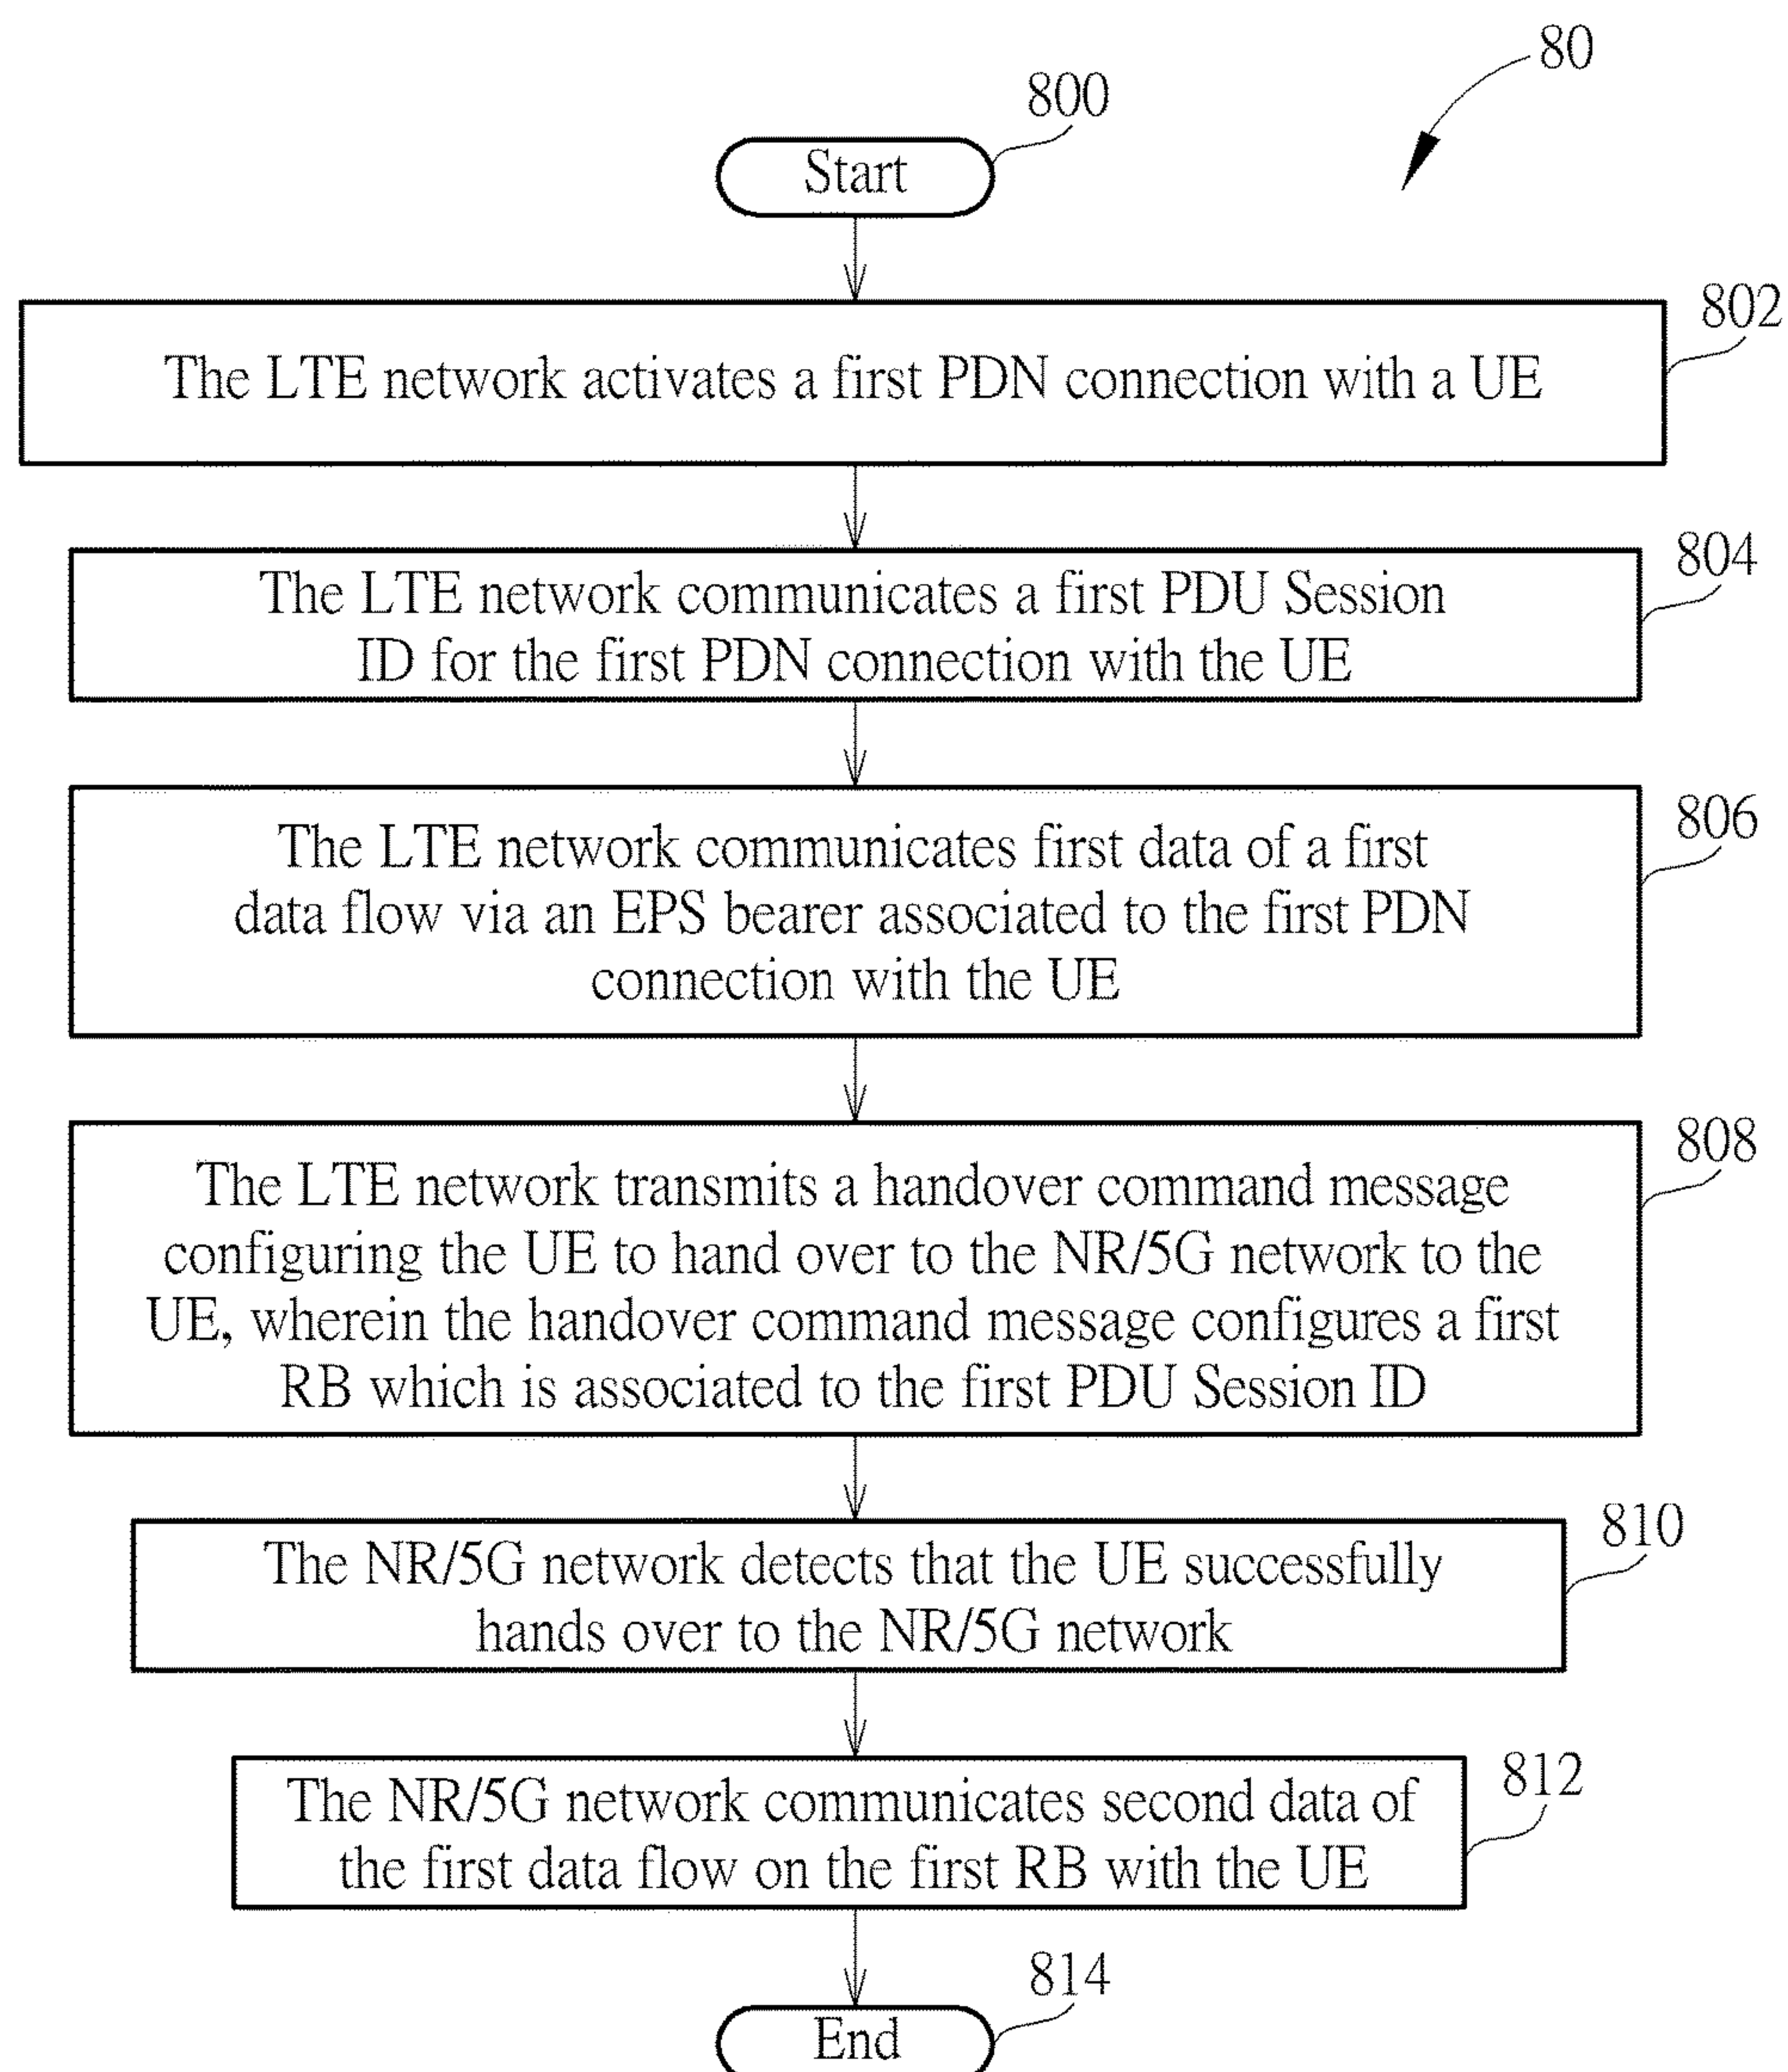 80
800
Start
802
The LTE network activates a first PDN connection with a UE
804
The LTE network communicates a first PDU Session
ID for the first PDN connection with the UE
806
The LTE network communicates first data of a first
data flow via an EPS bearer associated to the first PDN
connection with the UE
808
The LTE network transmits a handover command message
configuring the UE to hand over to the NR/5G network to the
UE, wherein the handover command message configures a first
RB which is associated to the first PDU Session ID
810
The NR/5G network detects that the UE successfully
hands over to the NR/5G network
812
The NR/5G network communicates second data of
the first data flow on the first RB with the UE
814
End